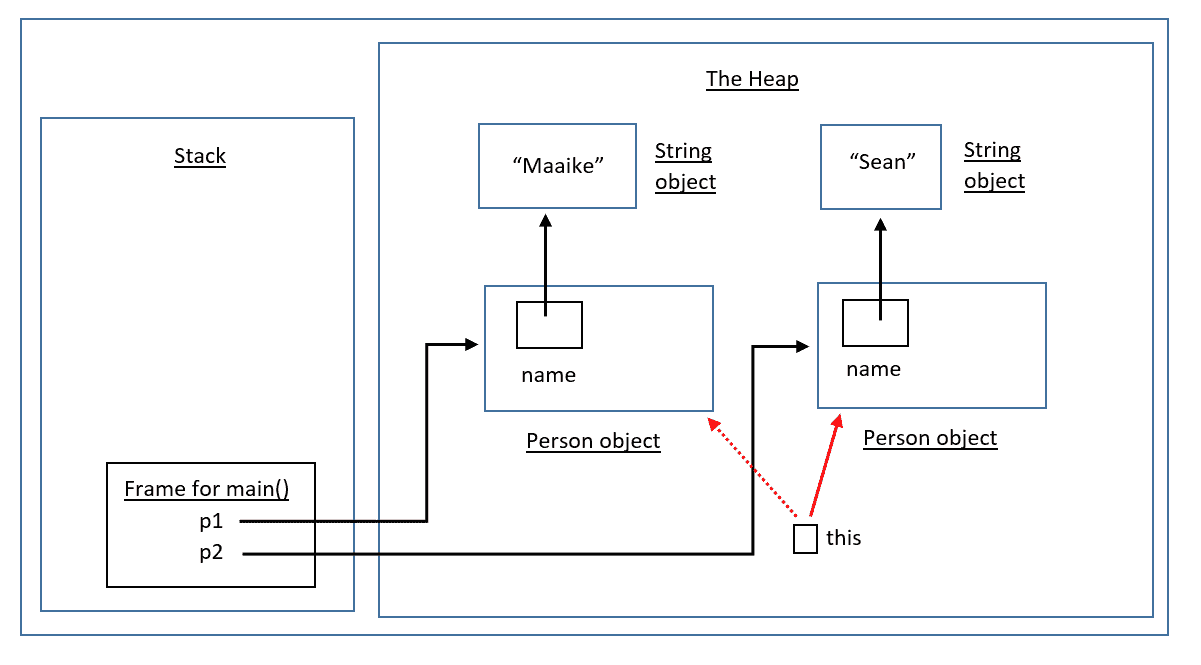 The Heap
Stack
“Maaike”
String
object
“Sean”
String
object
name
name
Person object
Person object
Frame for main()
p1
p2
this